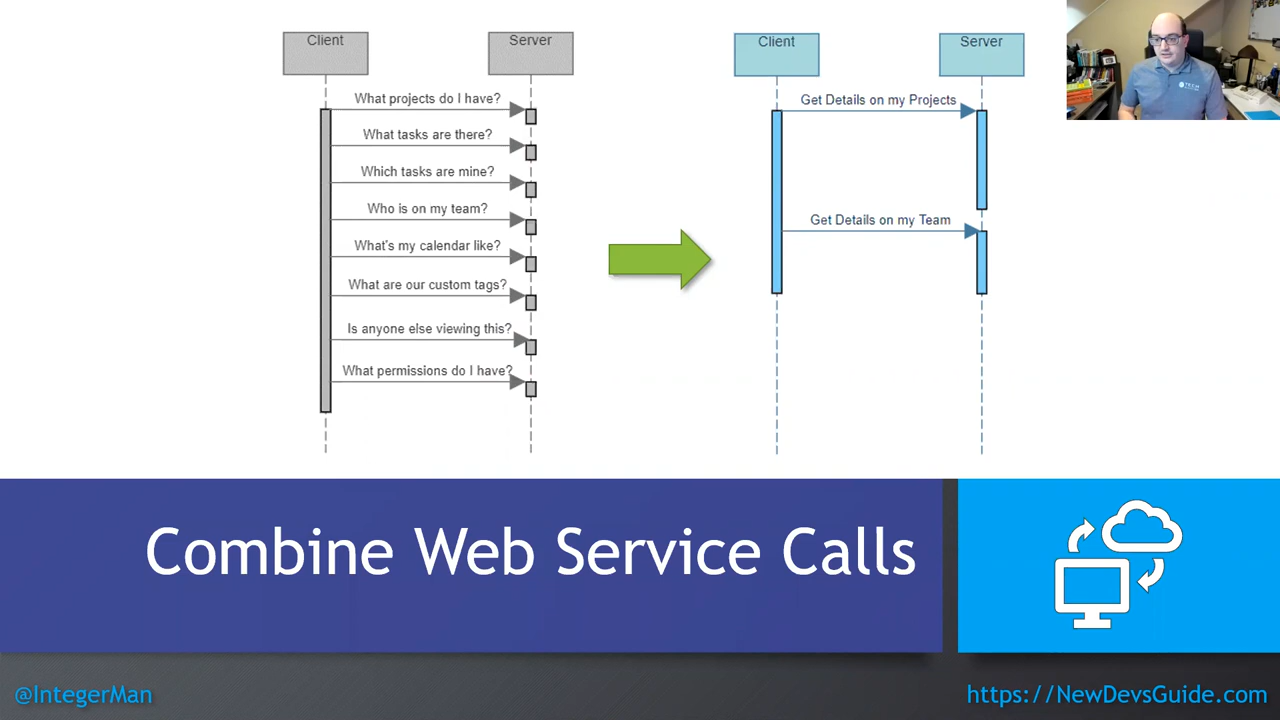 Client
Server
What projects do I have?
What tasks are there?
Which tasks are mine?
Who is on my team?
What's my calendar like?
What are our custom tags?
Is anyone else viewing this?
What permissions do I have?
Client
Server
Get Details on my Projects
Get Details on my Team
Combine Web Service Calls
@IntegerMan
https://NewDevsGuide.com